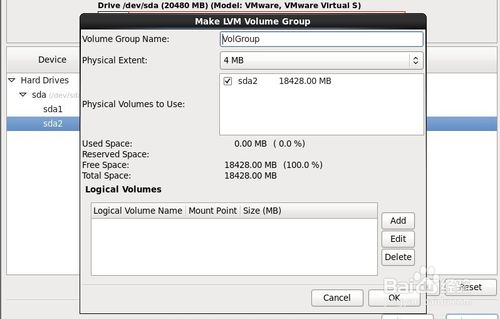 Drive /dev/sda (20480 MB) (Model: VMware, VMware Virtual S)
Make LVM Volume Group
Volume Group Name: VolGroup
Physical Extent: 4 MB
Device
Hard Drives
sda (/dev/sd
sda1
sda2
sda2 18428.00 MB
Physical Volumes to Use:
Used Space: 0.00 MB ( 0.0 %)
Reserved Space:
Free Space: 18428.00 MB (100.0 %)
Total Space: 18428.00 MB
Logical Volumes
Logical Volume Name Mount Point Size (MB)
Add
Edit
Delete
Reset
Cancel OK
Baidu 经验